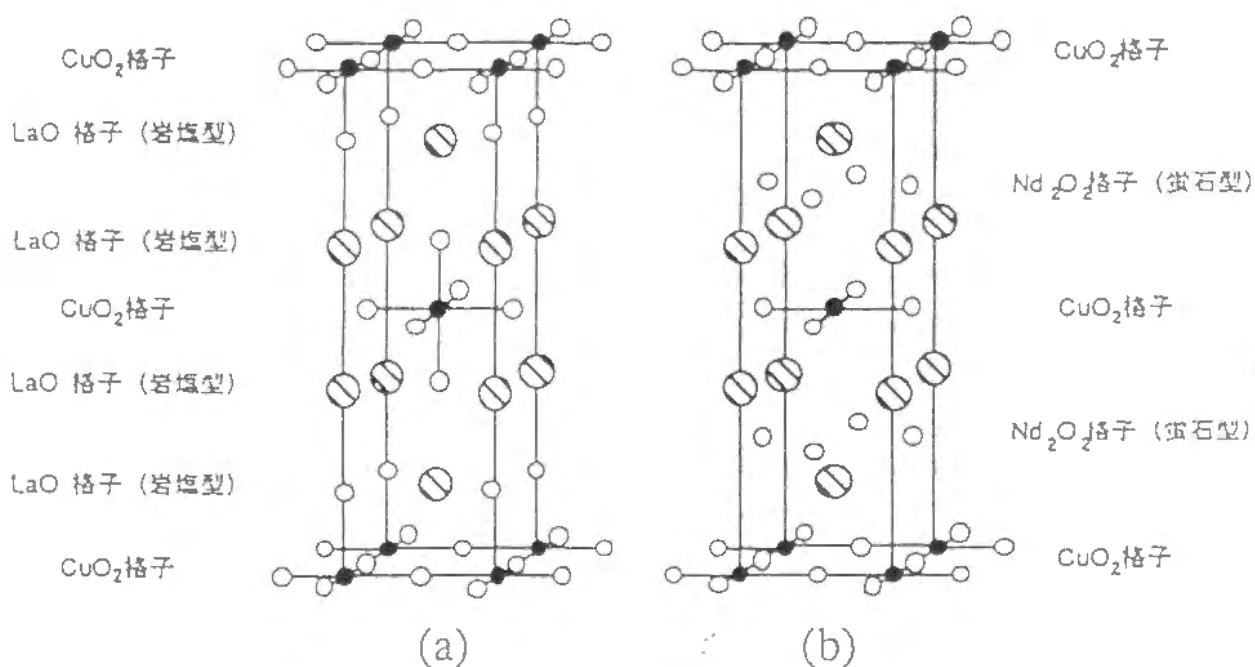 CuO₂格子
LaO 格子 (岩塩型)
LaO 格子 (岩塩型)
CuO₂格子
LaO 格子 (岩塩型)
LaO 格子 (岩塩型)
CuO₂格子
(a)
CuO₂格子
Nd₂O₂格子 (蛍石型)
CuO₂格子
Nd₂O₂格子 (蛍石型)
CuO₂格子
(b)